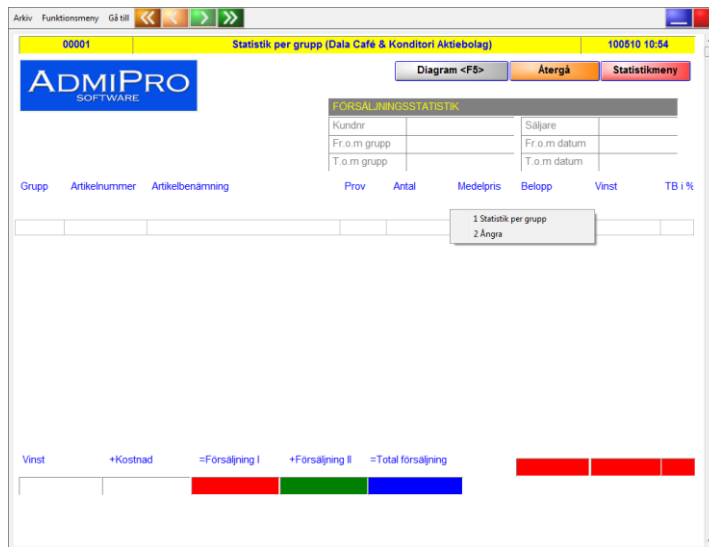 Arkiv Funktionsmeny Gå till
00001 Statistik per grupp (Dala Café & Konditori Aktiebolag) 100510 10:54
Diagram <F5> Återgå Statistikmeny
ADMIPRO
SOFTWARE
FÖRSÄLJNINGSSTATISTIK
Kundnr Säljare
Fr.o.m grupp Fr.o.m datum
T.o.m grupp T.o.m datum
Grupp Artikelnummer Artikelbenämning Prov Antal Medelpris Belopp Vinst TB i %
1 Statistik per grupp
2 Ångra
Vinst +Kostnad =Försäljning I +Försäljning II =Total försäljning